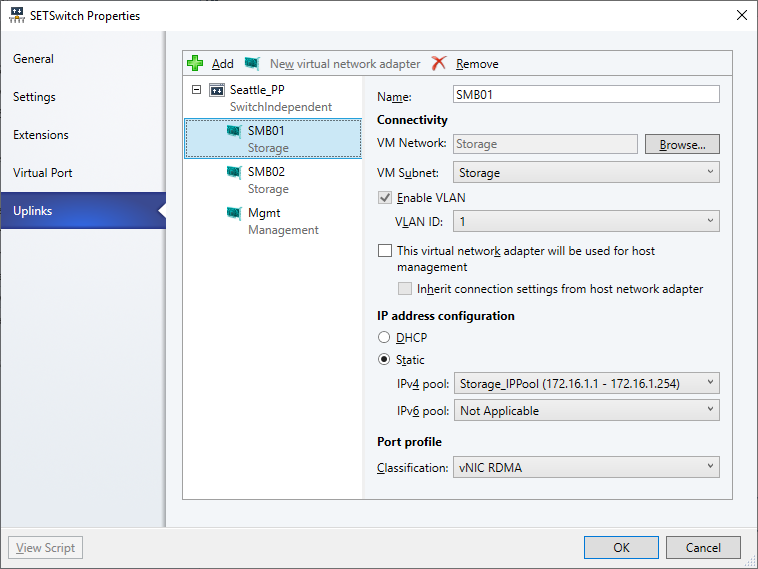 SETSwitch Properties
General
Settings
Extensions
Virtual Port
Uplinks
Add New virtual network adapter Remove
Seattle_PP
SwitchIndependent
SMB01
Storage
SMB02
Storage
Mgmt
Management
Name: SMB01
Connectivity
VM Network: Storage Browse...
VM Subnet: Storage
Enable VLAN
VLAN ID: 1
This virtual network adapter will be used for host
management
Inherit connection settings from host network adapter
IP address configuration
DHCP
Static
IPv4 pool: Storage_IPPool (172.16.1.1 - 172.16.1.254)
IPv6 pool: Not Applicable
Port profile
Classification: vNIC RDMA
View Script OK Cancel